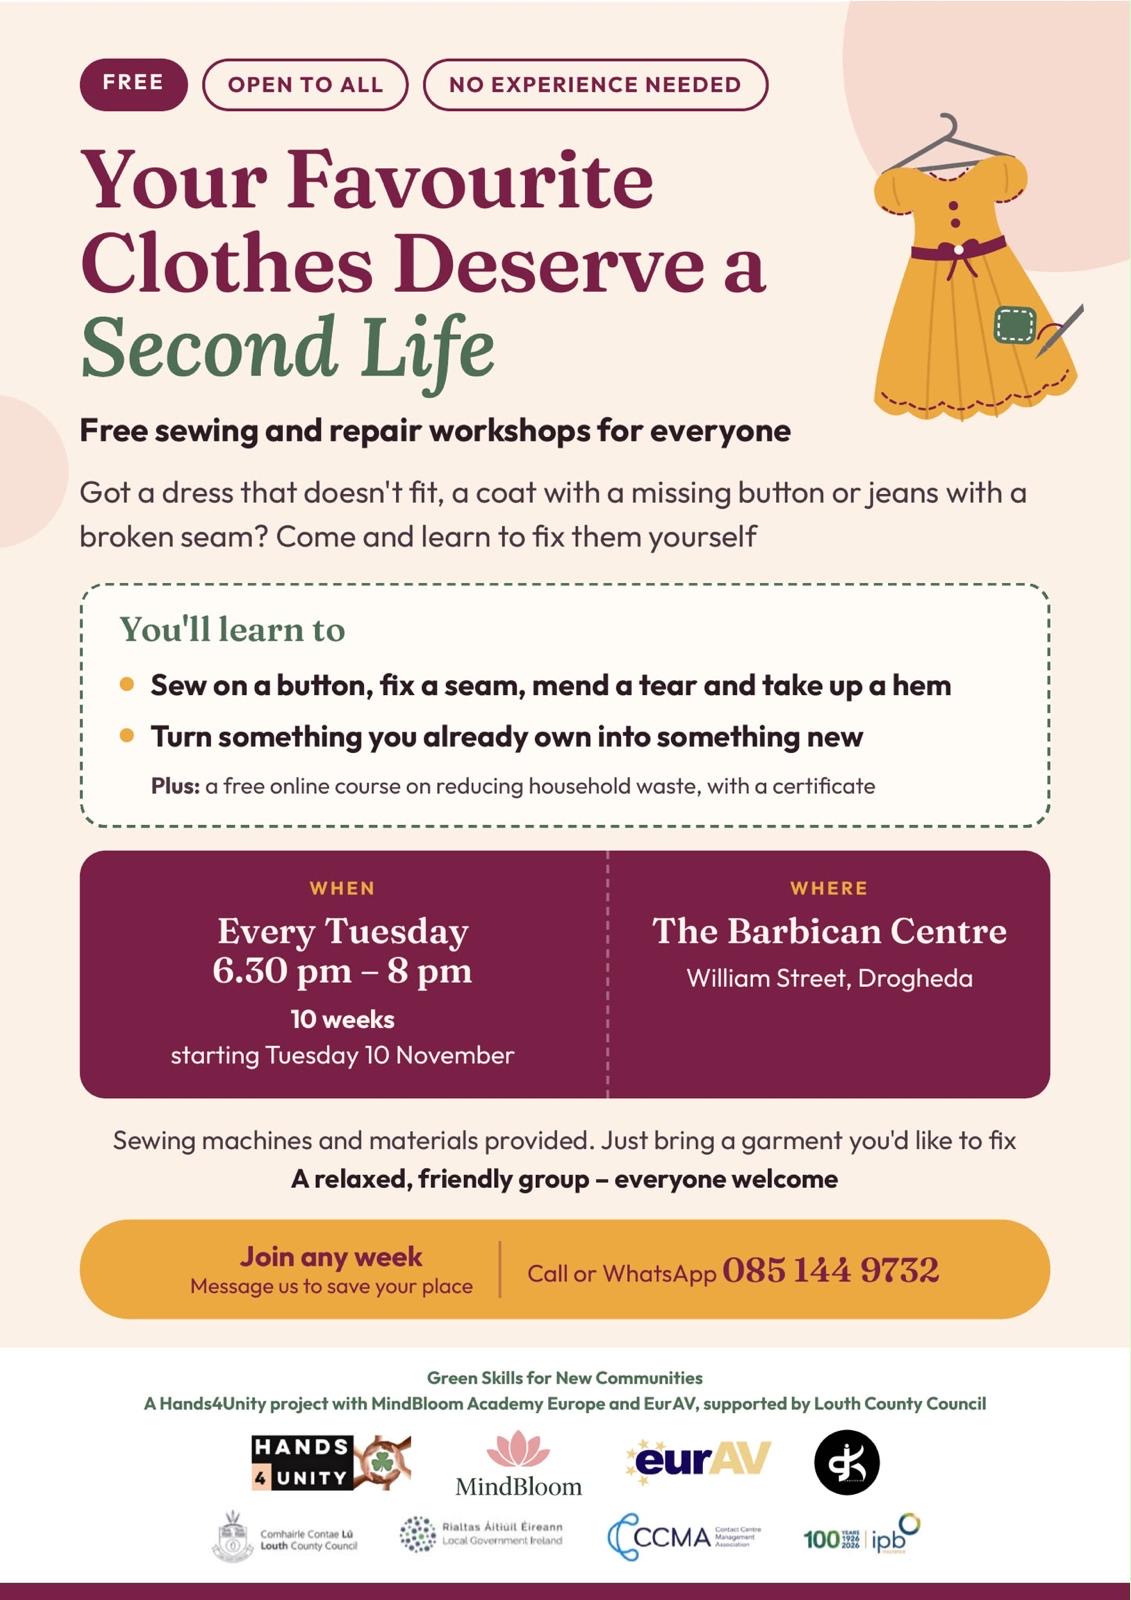 FREE
OPEN TO ALL
NO EXPERIENCE NEEDED
Your Favourite
Clothes Deserve a
Second Life
Free sewing and repair workshops for everyone
Got a dress that doesn't fit, a coat with a missing button or jeans with a
broken seam? Come and learn to fix them yourself
You'll learn to
Sew on a button, fix a seam, mend a tear and take up a hem
Turn something you already own into something new
Plus: a free online course on reducing household waste, with a certificate
WHEN
Every Tuesday
6.30 pm – 8 pm
10 weeks
starting Tuesday 10 November
WHERE
The Barbican Centre
William Street, Drogheda
Sewing machines and materials provided. Just bring a garment you'd like to fix
A relaxed, friendly group – everyone welcome
Join any week
Message us to save your place
Call or WhatsApp 085 144 9732
Green Skills for New Communities
A Hands4Unity project with MindBloom Academy Europe and EurAV, supported by Louth County Council
HANDS
4 UNITY
MindBloom
eurAV
Comhairle Contae Lú
Louth County Council
Rialtas Áitiúil Éireann
Local Government Ireland
CCMA
Contact Centre
Management
Association
100 YEARS
1926
2026
ipb
insurance